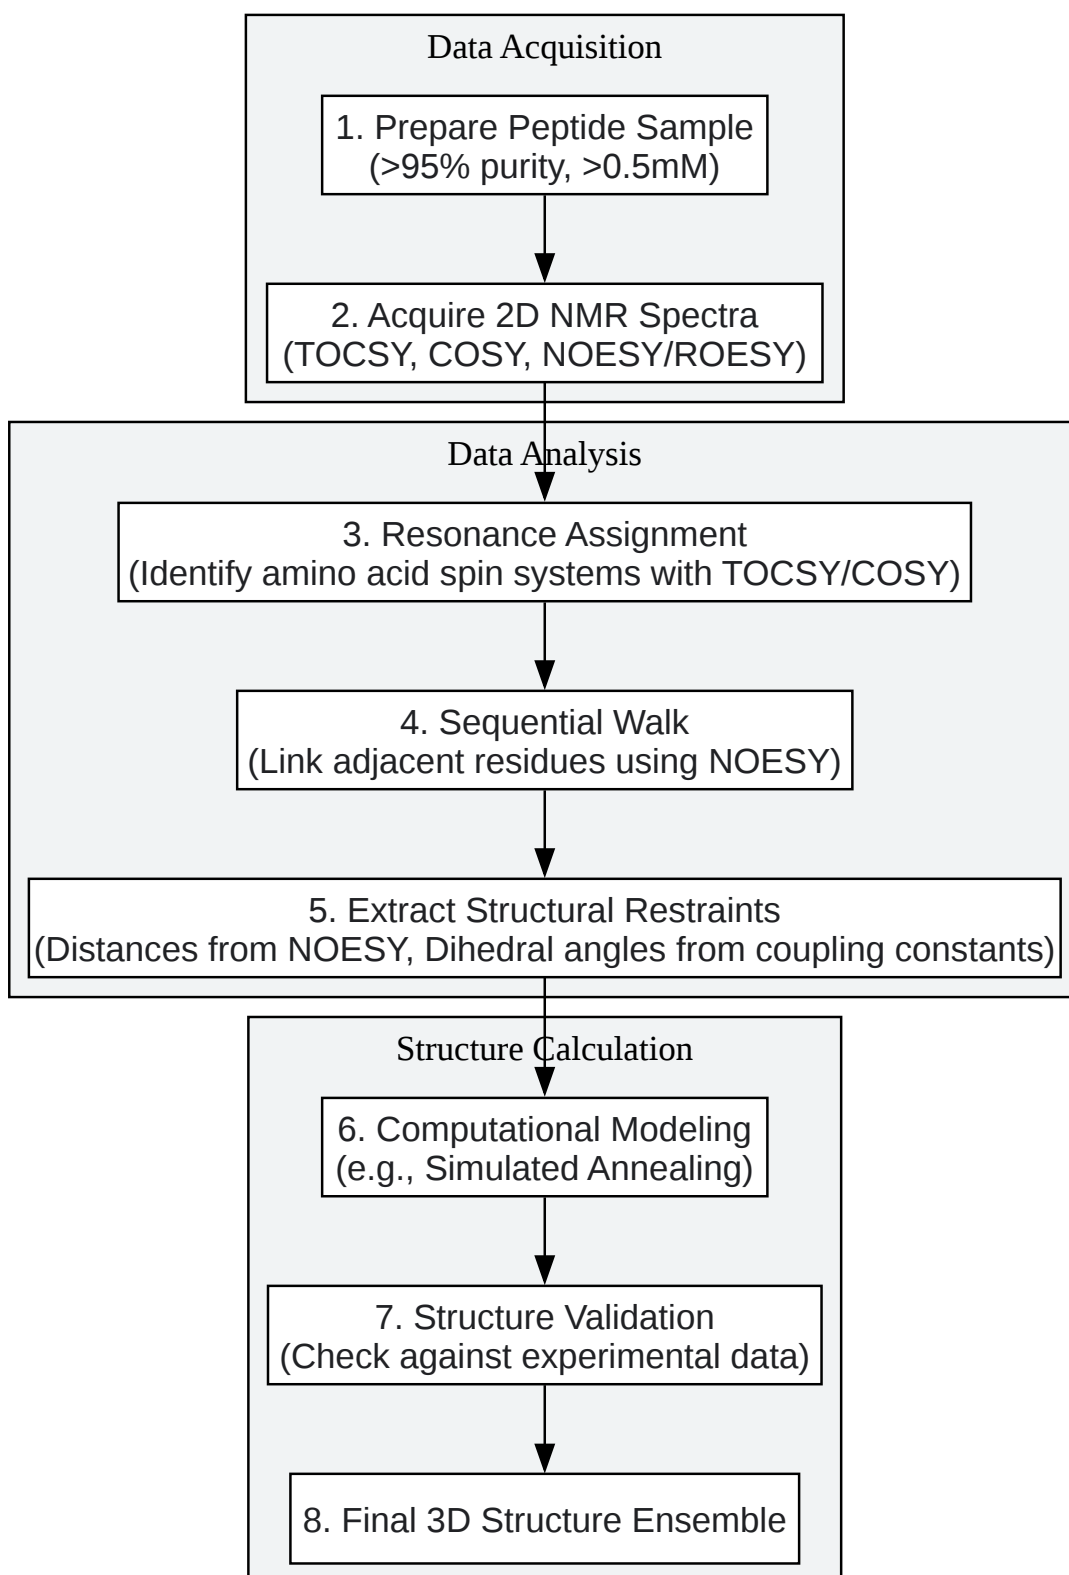 Data Acquisition
1. Prepare Peptide Sample
(>95% purity, >0.5mM)
2. Acquire 2D NMR Spectra
(TOCSY, COSY, NOESY/ROESY)
Data Analysis
3. Resonance Assignment
(Identify amino acid spin systems with TOCSY/COSY)
4. Sequential Walk
(Link adjacent residues using NOESY)
5. Extract Structural Restraints
(Distances from NOESY, Dihedral angles from coupling constants)
Structure Calculation
6. Computational Modeling
(e.g., Simulated Annealing)
7. Structure Validation
(Check against experimental data)
8. Final 3D Structure Ensemble